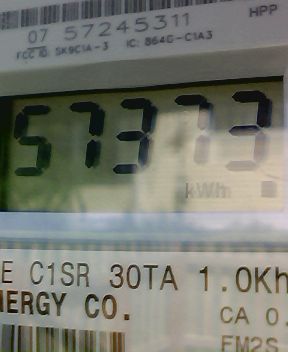 HPP
07 57245311
FCC ID: SK9C1A-3 IC: 864G-C1A3
57373
kWh
E C1SR 30TA 1.0Kh
NERGY CO.
CA 0.
FM2S